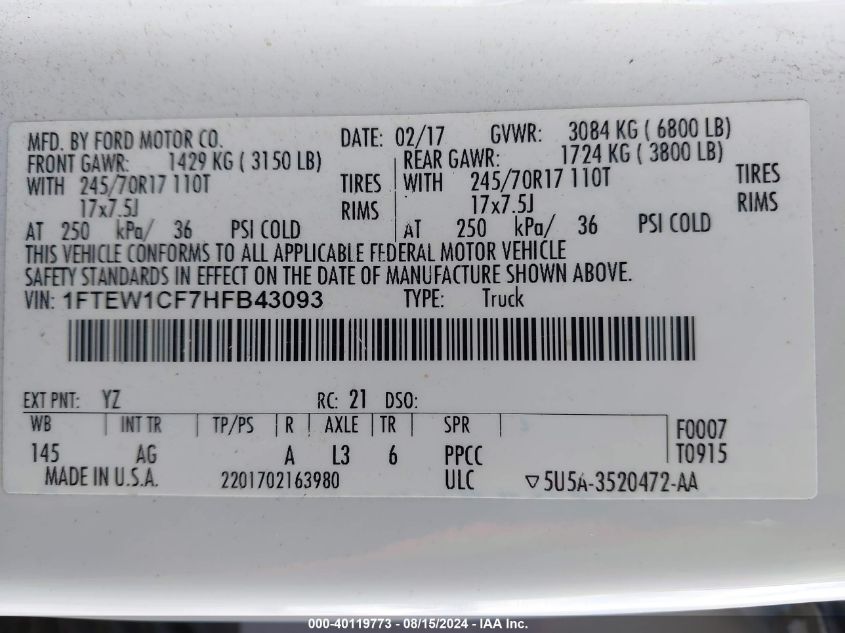 MFD. BY FORD MOTOR CO. DATE: 02/17 GVWR: 3084 KG ( 6800 LB)
FRONT GAWR: 1429 KG ( 3150 LB) REAR GAWR: 1724 KG ( 3800 LB)
WITH 245/70R17 110T TIRES WITH 245/70R17 110T TIRES
17x7.5J RIMS 17x7.5J RIMS
AT 250 kPa/ 36 PSI COLD AT 250 kPa/ 36 PSI COLD
THIS VEHICLE CONFORMS TO ALL APPLICABLE FEDERAL MOTOR VEHICLE
SAFETY STANDARDS IN EFFECT ON THE DATE OF MANUFACTURE SHOWN ABOVE.
VIN: 1FTEW1CF7HFB43093 TYPE: Truck
EXT PNT: YZ RC: 21 DSO:
WB INT TR TP/PS R AXLE TR SPR F0007
145 AG A L3 6 PPCC T0915
MADE IN U.S.A. 2201702163980 ULC ▽5U5A-3520472-AA
000-40119773 - 08/15/2024 - IAA Inc.